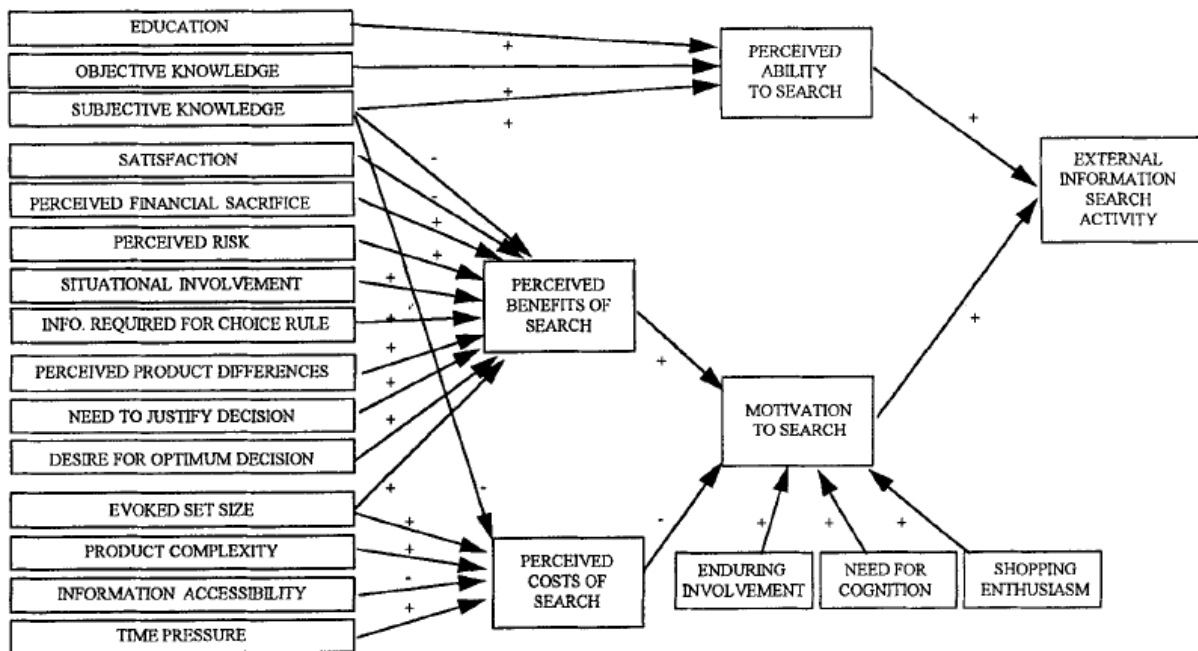 EDUCATION
OBJECTIVE KNOWLEDGE
SUBJECTIVE KNOWLEDGE
SATISFACTION
PERCEIVED FINANCIAL SACRIFICE
PERCEIVED RISK
SITUATIONAL INVOLVEMENT
INFO. REQUIRED FOR CHOICE RULE
PERCEIVED PRODUCT DIFFERENCES
NEED TO JUSTIFY DECISION
DESIRE FOR OPTIMUM DECISION
EVOKED SET SIZE
PRODUCT COMPLEXITY
INFORMATION ACCESSIBILITY
TIME PRESSURE
+
+
+
-
-
+
+
+
-
+
+
+
+
+
-
+
+
-
+
PERCEIVED
BENEFITS OF
SEARCH
PERCEIVED
COSTS OF
SEARCH
PERCEIVED
ABILITY
TO SEARCH
+
-
MOTIVATION
TO SEARCH
+
+
+
ENDURING
INVOLVEMENT
NEED FOR
COGNITION
SHOPPING
ENTHUSIASM
+
+
EXTERNAL
INFORMATION
SEARCH
ACTIVITY